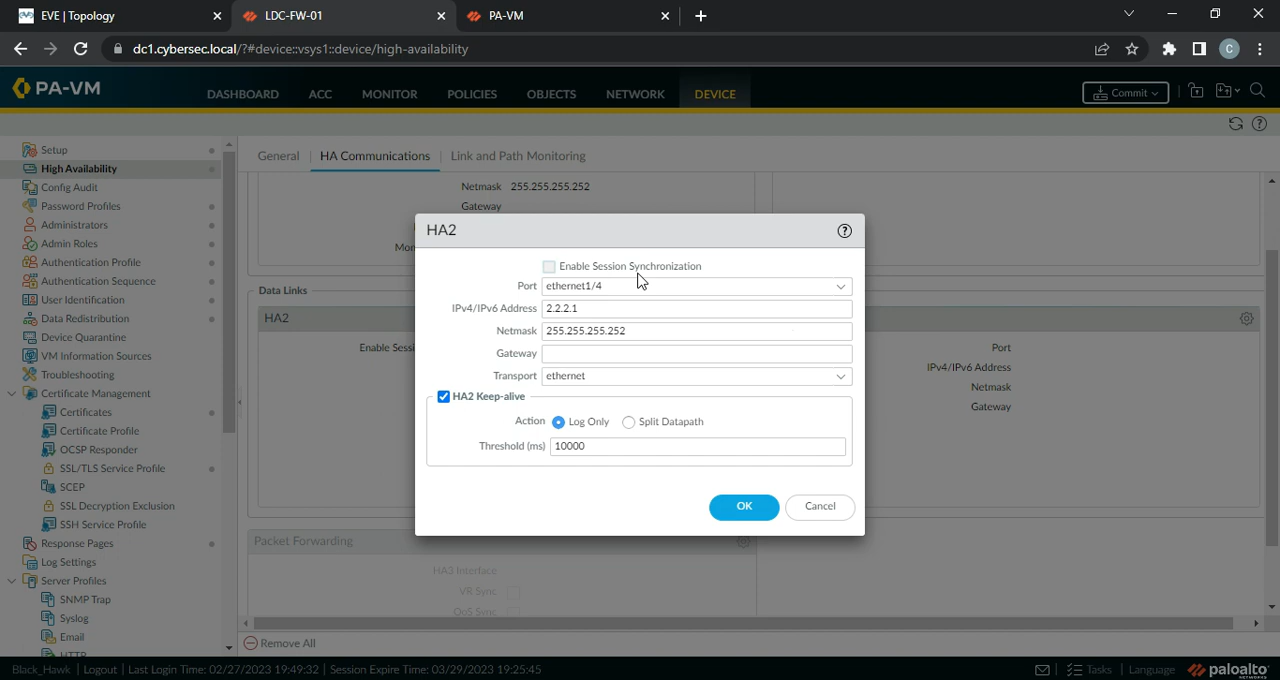 EVE | Topology
LDC-FW-01
PA-VM
dc1.cybersec.local/?#device::vsys1::device/high-availability
C
PA-VM
DASHBOARD
ACC
MONITOR
POLICIES
OBJECTS
NETWORK
DEVICE
Commit
Setup
High Availability
Config Audit
Password Profiles
Administrators
Admin Roles
Authentication Profile
Authentication Sequence
User Identification
Data Redistribution
Device Quarantine
VM Information Sources
Troubleshooting
Certificate Management
Certificates
Certificate Profile
OCSP Responder
SSL/TLS Service Profile
SCEP
SSL Decryption Exclusion
SSH Service Profile
Response Pages
Log Settings
Server Profiles
SNMP Trap
Syslog
Email
HTTP
General
HA Communications
Link and Path Monitoring
Netmask 255.255.255.252
Gateway
Mon
Data Links
HA2
Enable Sessi
Port
IPv4/IPv6 Address
Netmask
Gateway
HA2
Enable Session Synchronization
Port ethernet1/4
IPv4/IPv6 Address 2.2.2.1
Netmask 255.255.255.252
Gateway
Transport ethernet
HA2 Keep-alive
Action Log Only Split Datapath
Threshold (ms) 10000
OK Cancel
Packet Forwarding
HA3 Interface
VR Sync
QoS Sync
Remove All
Black_Hawk | Logout | Last Login Time: 02/27/2023 19:49:32 | Session Expire Time: 03/29/2023 19:25:45
Tasks | Language
paloalto
NETWORKS